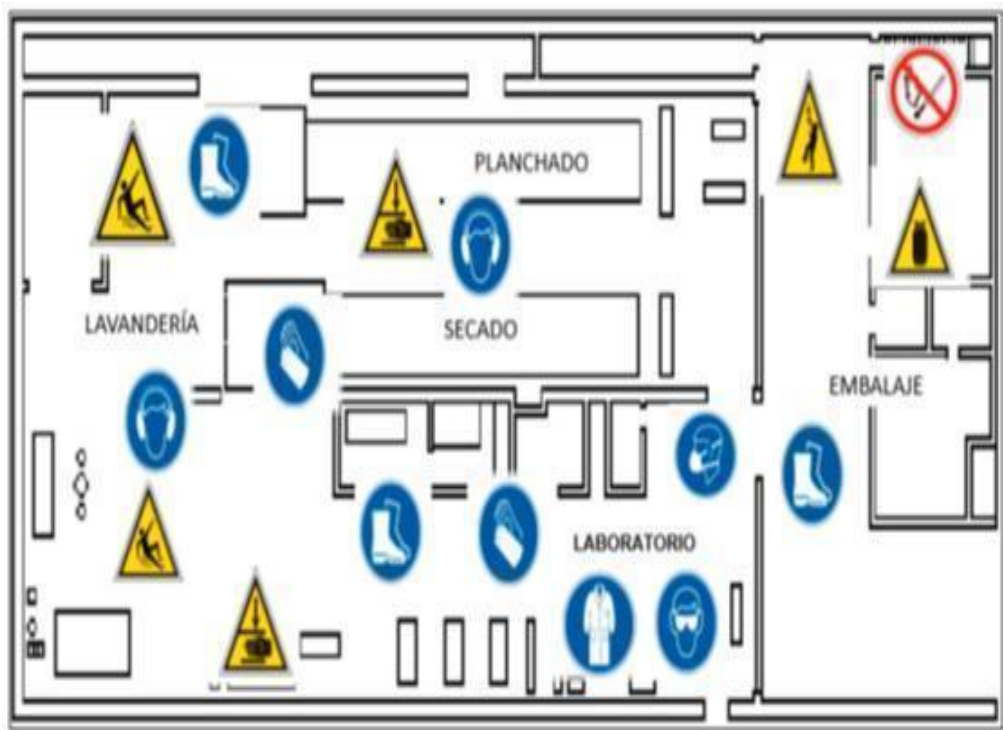 PLANCHADO
LAVANDERÍA
SECADO
EMBALAJE
LABORATORIO